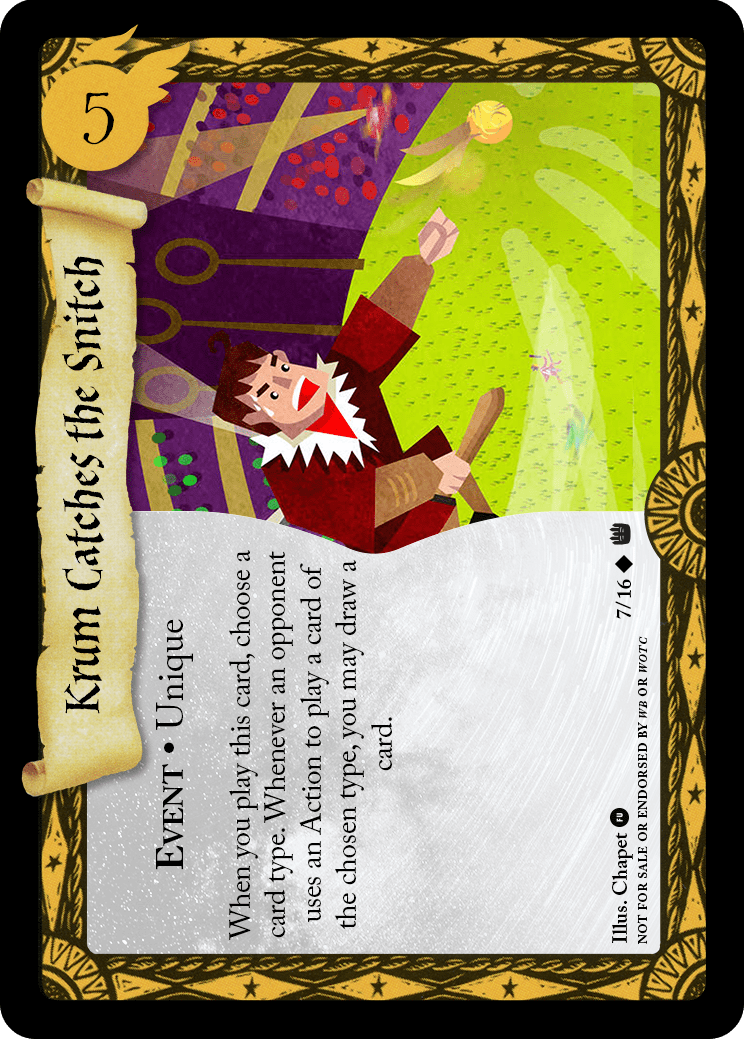 5
Krum Catches the Snitch
EVENT • Unique
When you play this card, choose a
card type. Whenever an opponent
uses an Action to play a card of
the chosen type, you may draw a
card.
Illus. Chapet FU
NOT FOR SALE OR ENDORSED BY WB OR WOTC
7/16